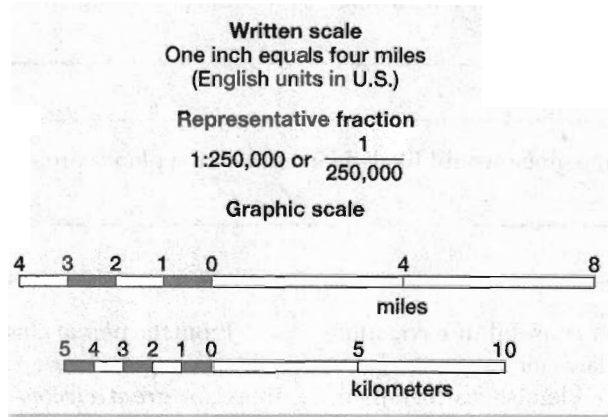 Written scale
One inch equals four miles
(English units in U.S.)
Representative fraction
1:250,000 or 1/250,000
Graphic scale
4 3 2 1 0 4 8
miles
5 4 3 2 1 0 5 10
kilometers